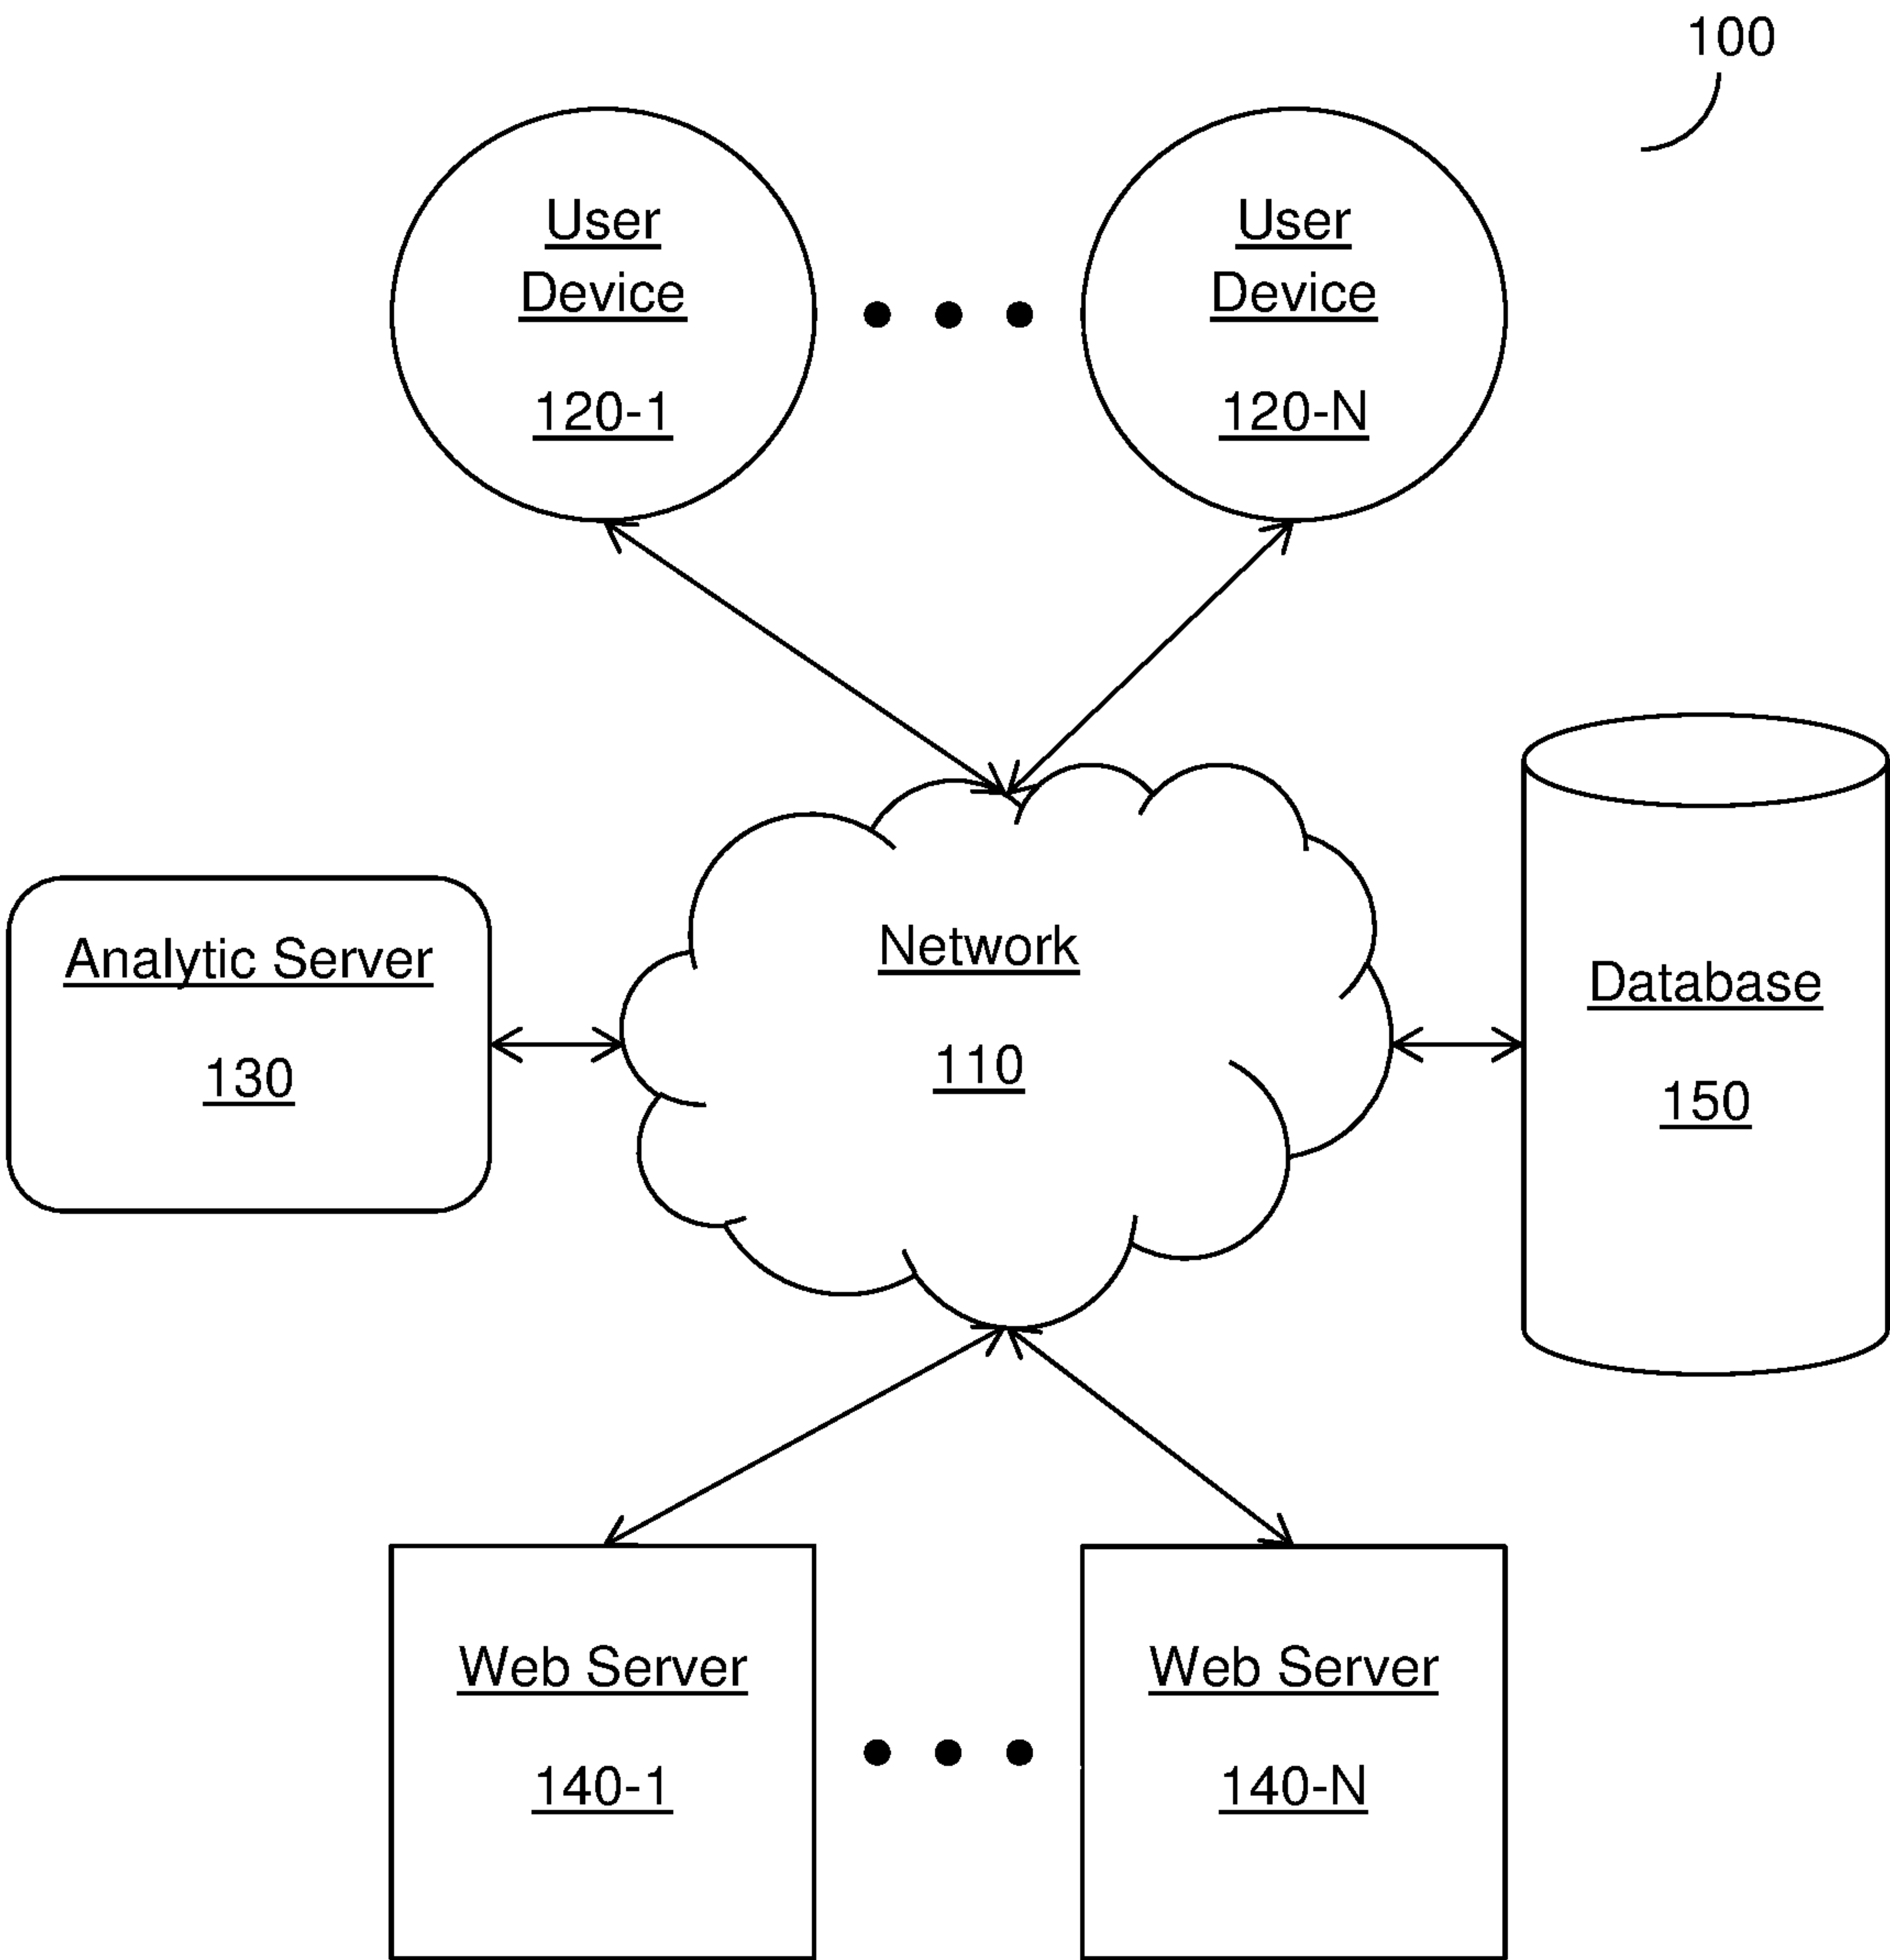 100
User
Device
120-1
User
Device
120-N
Analytic Server
130
Network
110
Database
150
Web Server
140-1
Web Server
140-N